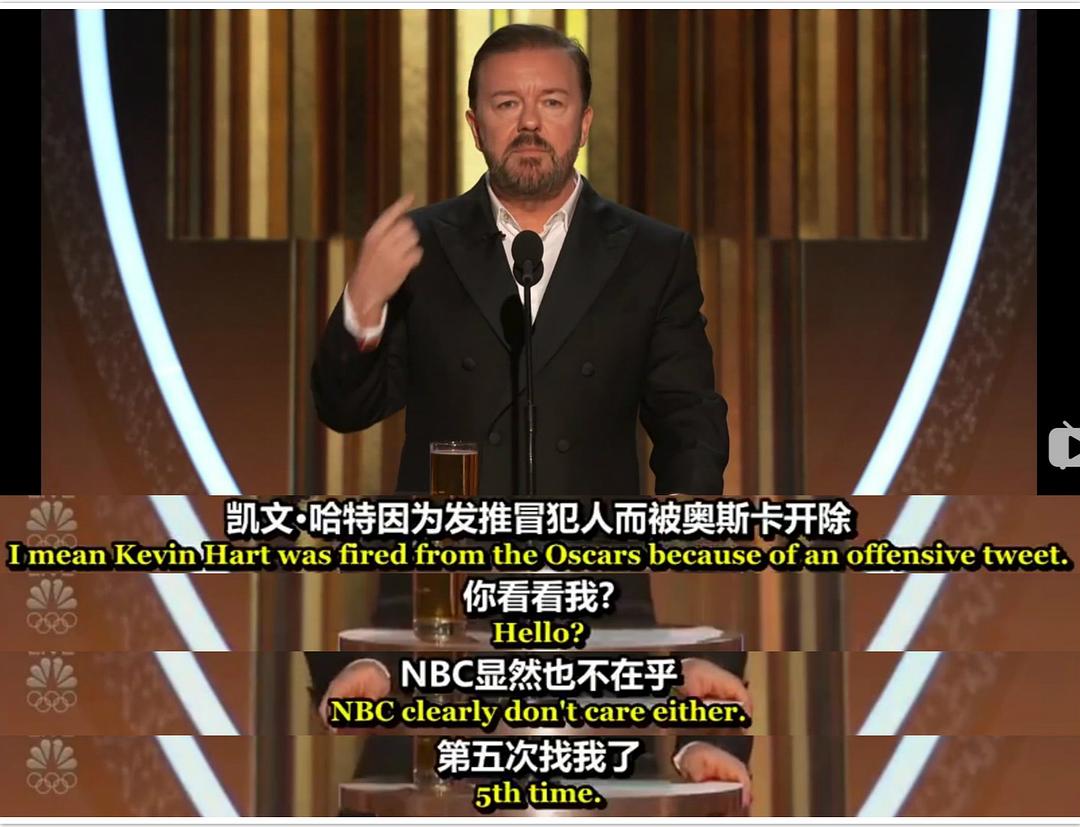 凯文·哈特因为发推冒犯人而被奥斯卡开除
I mean Kevin Hart was fired from the Oscars because of an offensive tweet.
你看看我?
Hello?
NBC显然也不在乎
NBC clearly don't care either.
第五次找我了
5th time.